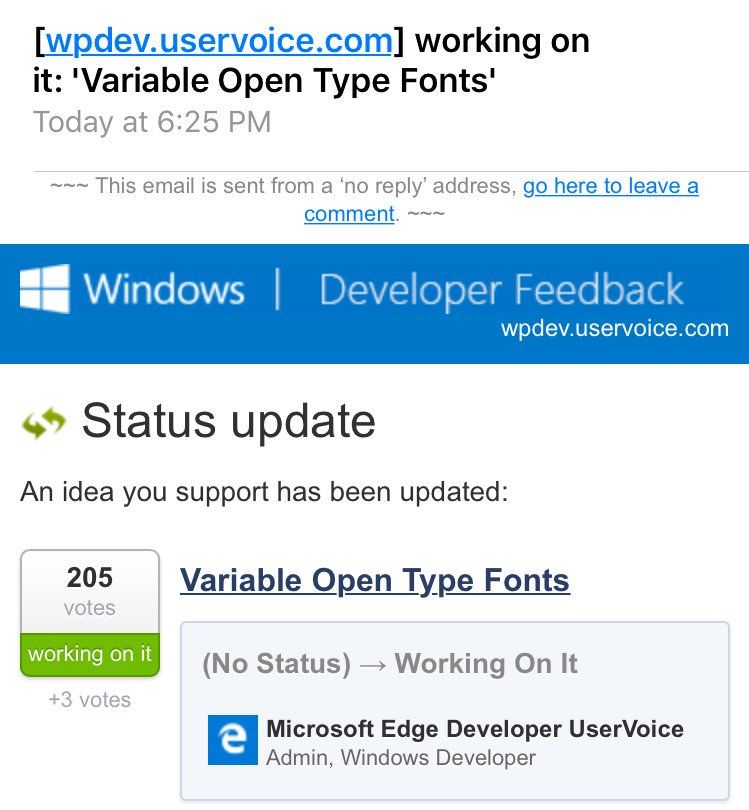 [wpdev.uservoice.com] working on
it: 'Variable Open Type Fonts'
Today at 6:25 PM
~~~ This email is sent from a ‘no reply’ address, go here to leave a
comment. ~~~
Windows | Developer Feedback
wpdev.uservoice.com
Status update
An idea you support has been updated:
205
votes
working on it
+3 votes
Variable Open Type Fonts
(No Status) → Working On It
Microsoft Edge Developer UserVoice
Admin, Windows Developer